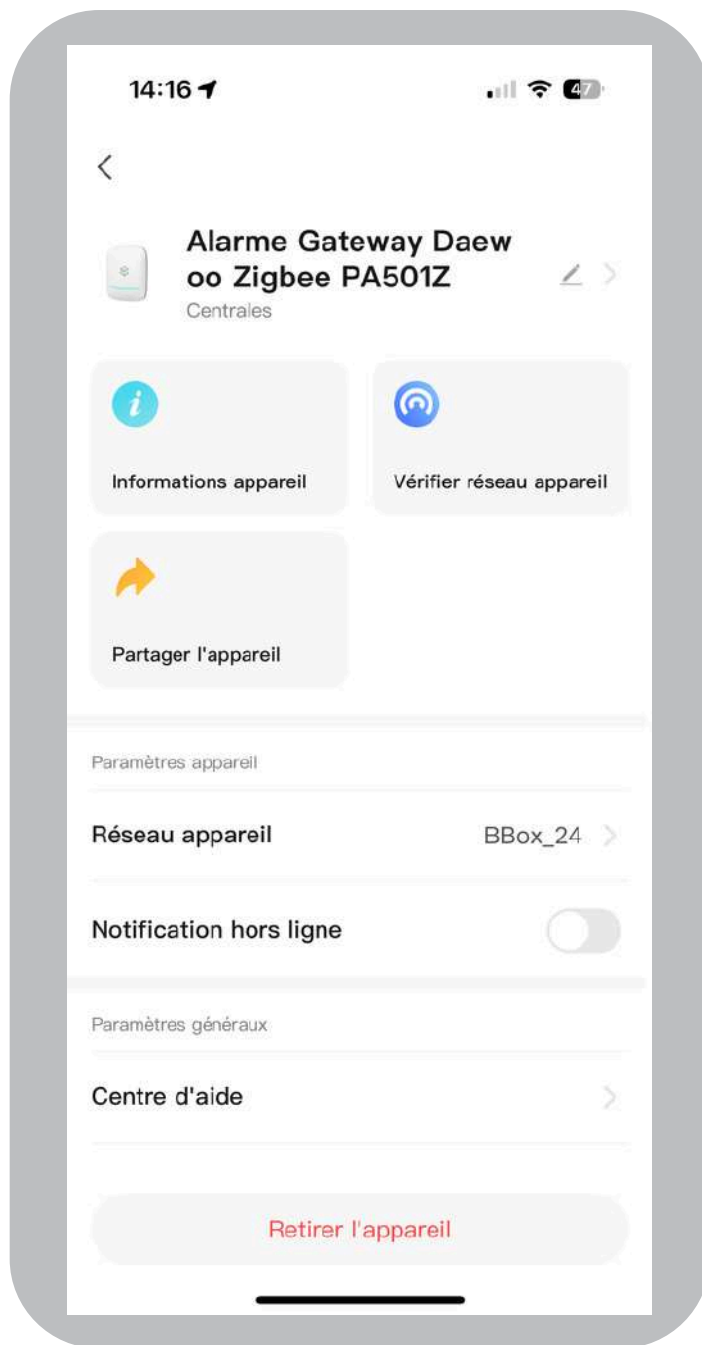 14:16
47
Alarme Gateway Daew
oo Zigbee PA501Z
Centrales
Informations appareil
Vérifier réseau appareil
Partager l'appareil
Paramètres appareil
Réseau appareil BBox_24
Notification hors ligne
Paramètres généraux
Centre d'aide
Retirer l'appareil